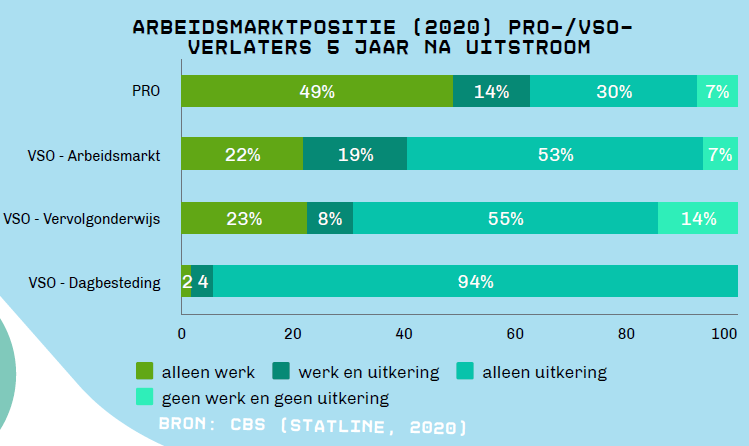 ARBEIDSMARKTPOSITIE (2020) PRO-/VSO-
VERLATERS 5 JAAR NA UITSTROOM
PRO 49% 14% 30% 7%
VSO - Arbeidsmarkt 22% 19% 53% 7%
VSO - Vervolgonderwijs 23% 8% 55% 14%
VSO - Dagbesteding 2 4 94%
0 20 40 60 80 100
alleen werk werk en uitkering alleen uitkering
geen werk en geen uitkering
BRON: CBS (STATLINE, 2020)